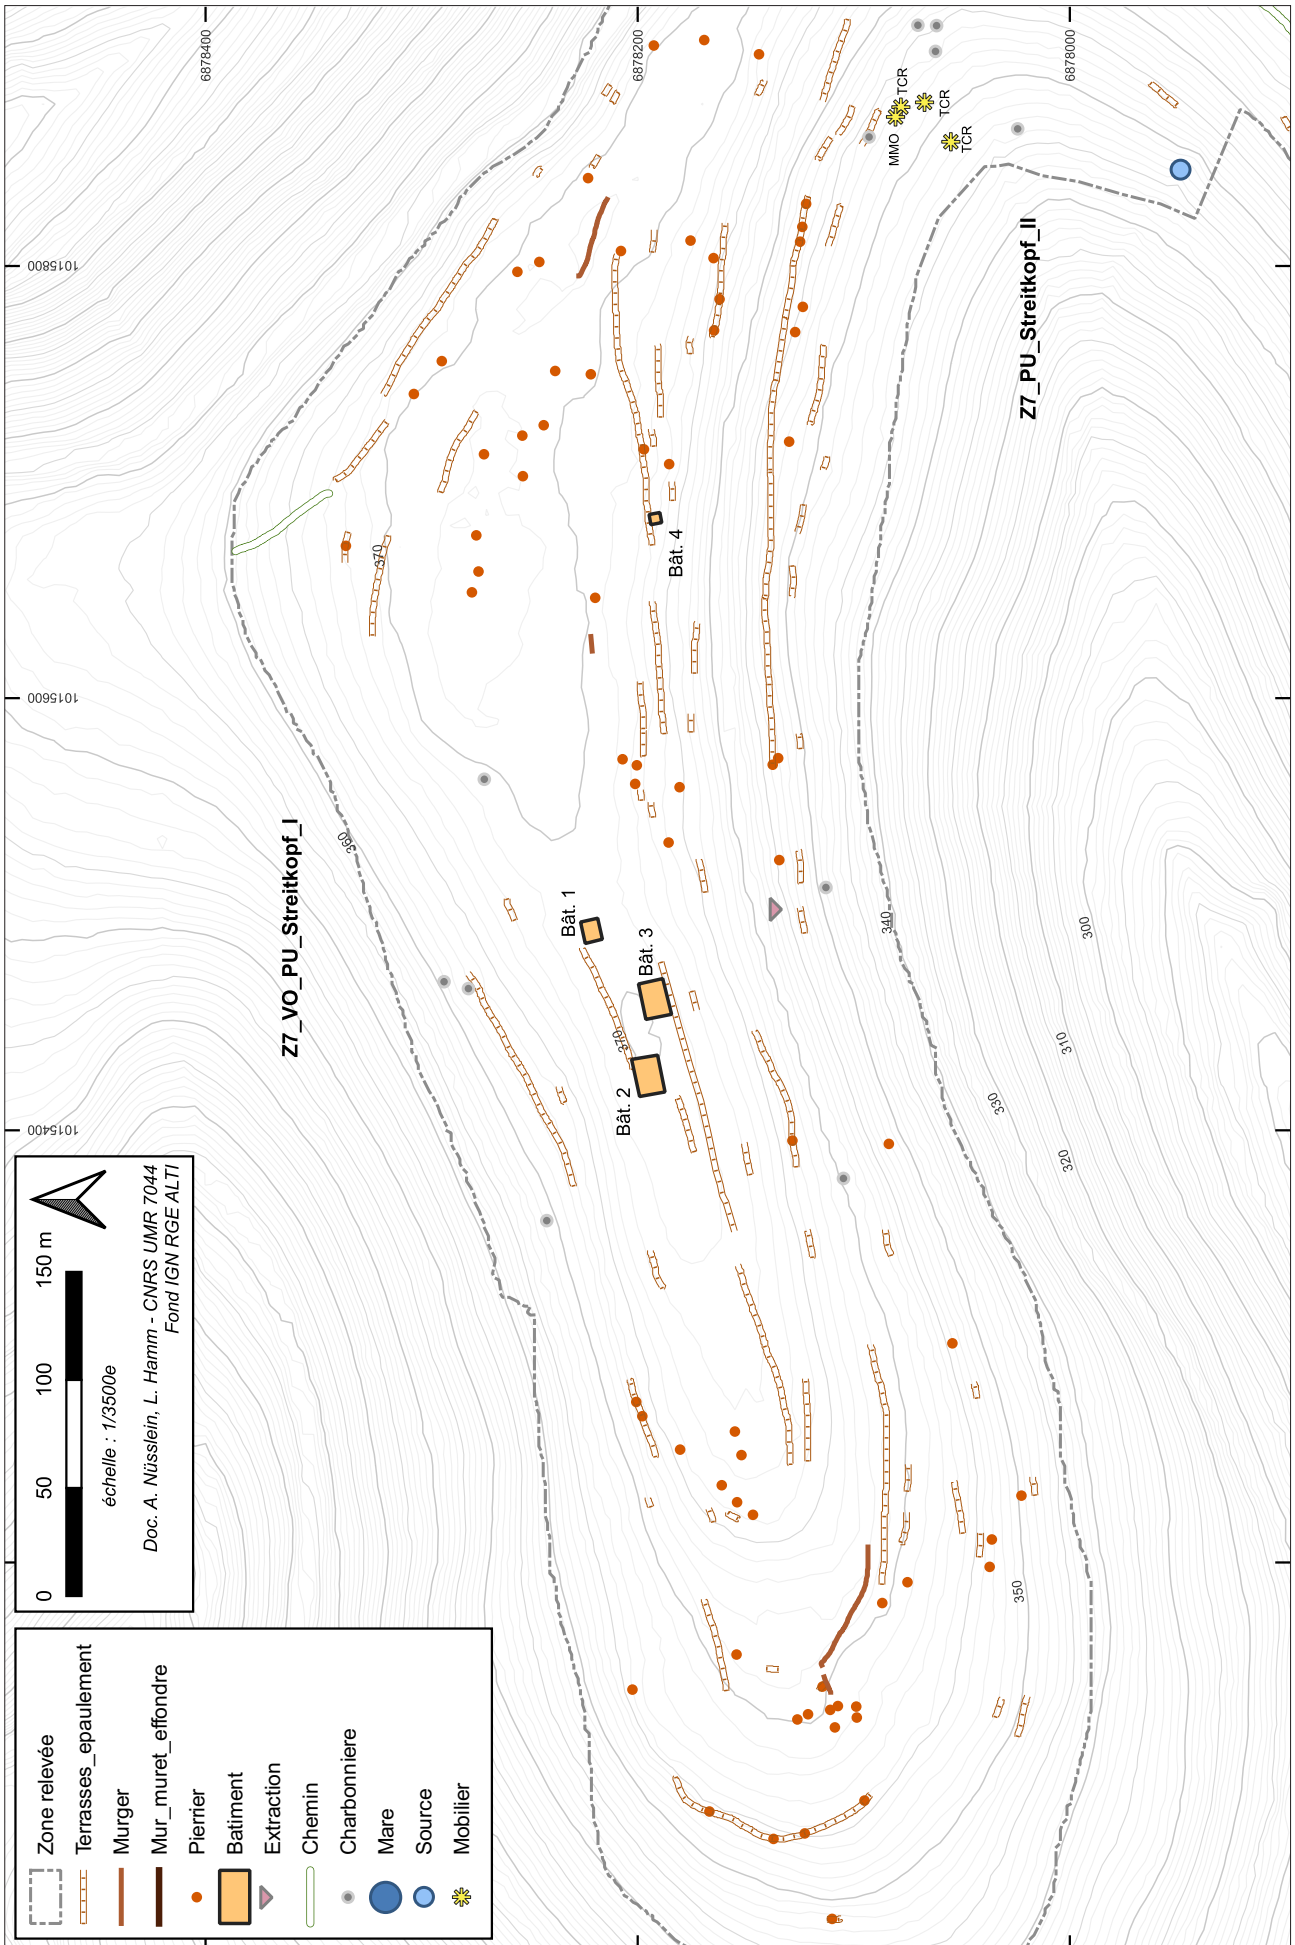 Zone relevée
Terrasses_epaulement
Murger
Mur_muret_effondre
Pierrier
Batiment
Extraction
Chemin
Charbonniere
Mare
Source
Mobilier
0 50 100 150 m
échelle : 1/3500e
Doc. A. Nüsslein, L. Hamm - CNRS UMR 7044
Fond IGN RGE ALTI
1015400
1015600
1015800
6878400
6878200
6878000
Z7_VO_PU_Streitkopf_I
Z7_PU_Streitkopf_II
Bât. 1
Bât. 2
Bât. 3
Bât. 4
MMO
TCR
TCR
TCR
370
360
370
340
300
310
330
320
350